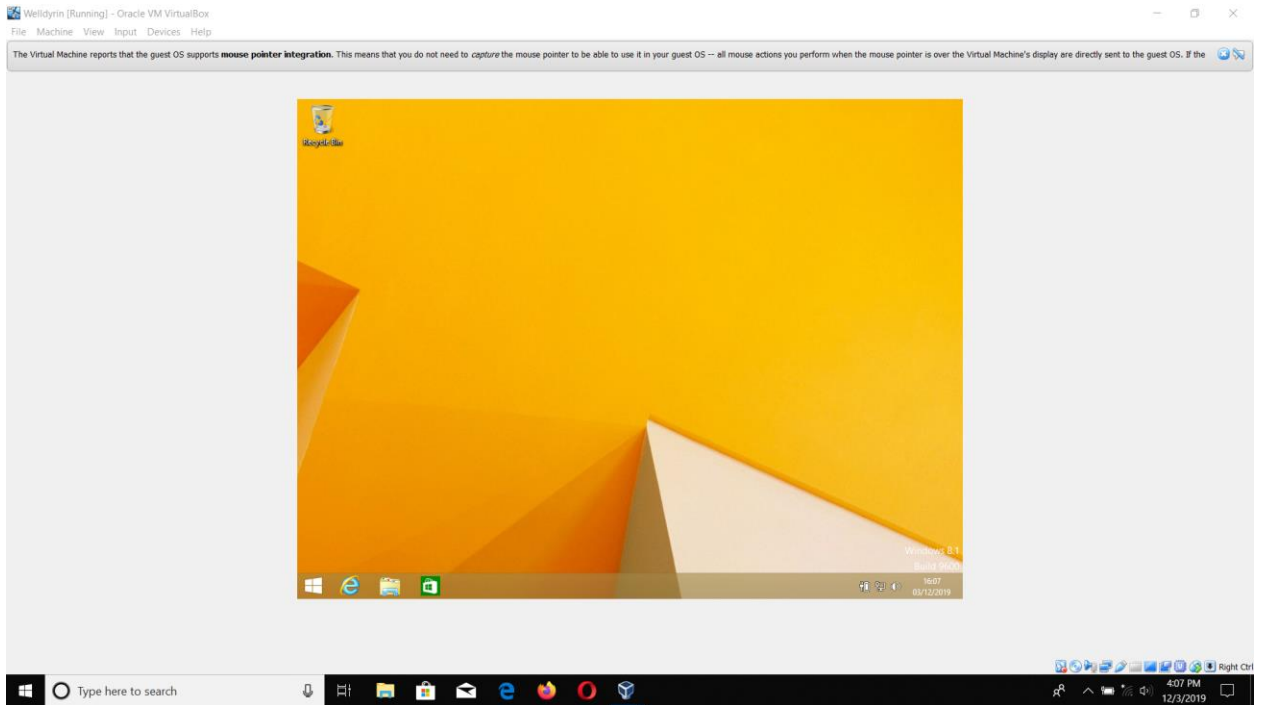 Welldyrin [Running] - Oracle VM VirtualBox
File Machine View Input Devices Help
The Virtual Machine reports that the guest OS supports mouse pointer integration. This means that you do not need to capture the mouse pointer to be able to use it in your guest OS -- all mouse actions you perform when the mouse pointer is over the Virtual Machine's display are directly sent to the guest OS. If the
Recycle Bin
Windows 8.1
Build 9600
16:07
03/12/2019
Right Ctrl
Type here to search
4:07 PM
12/3/2019